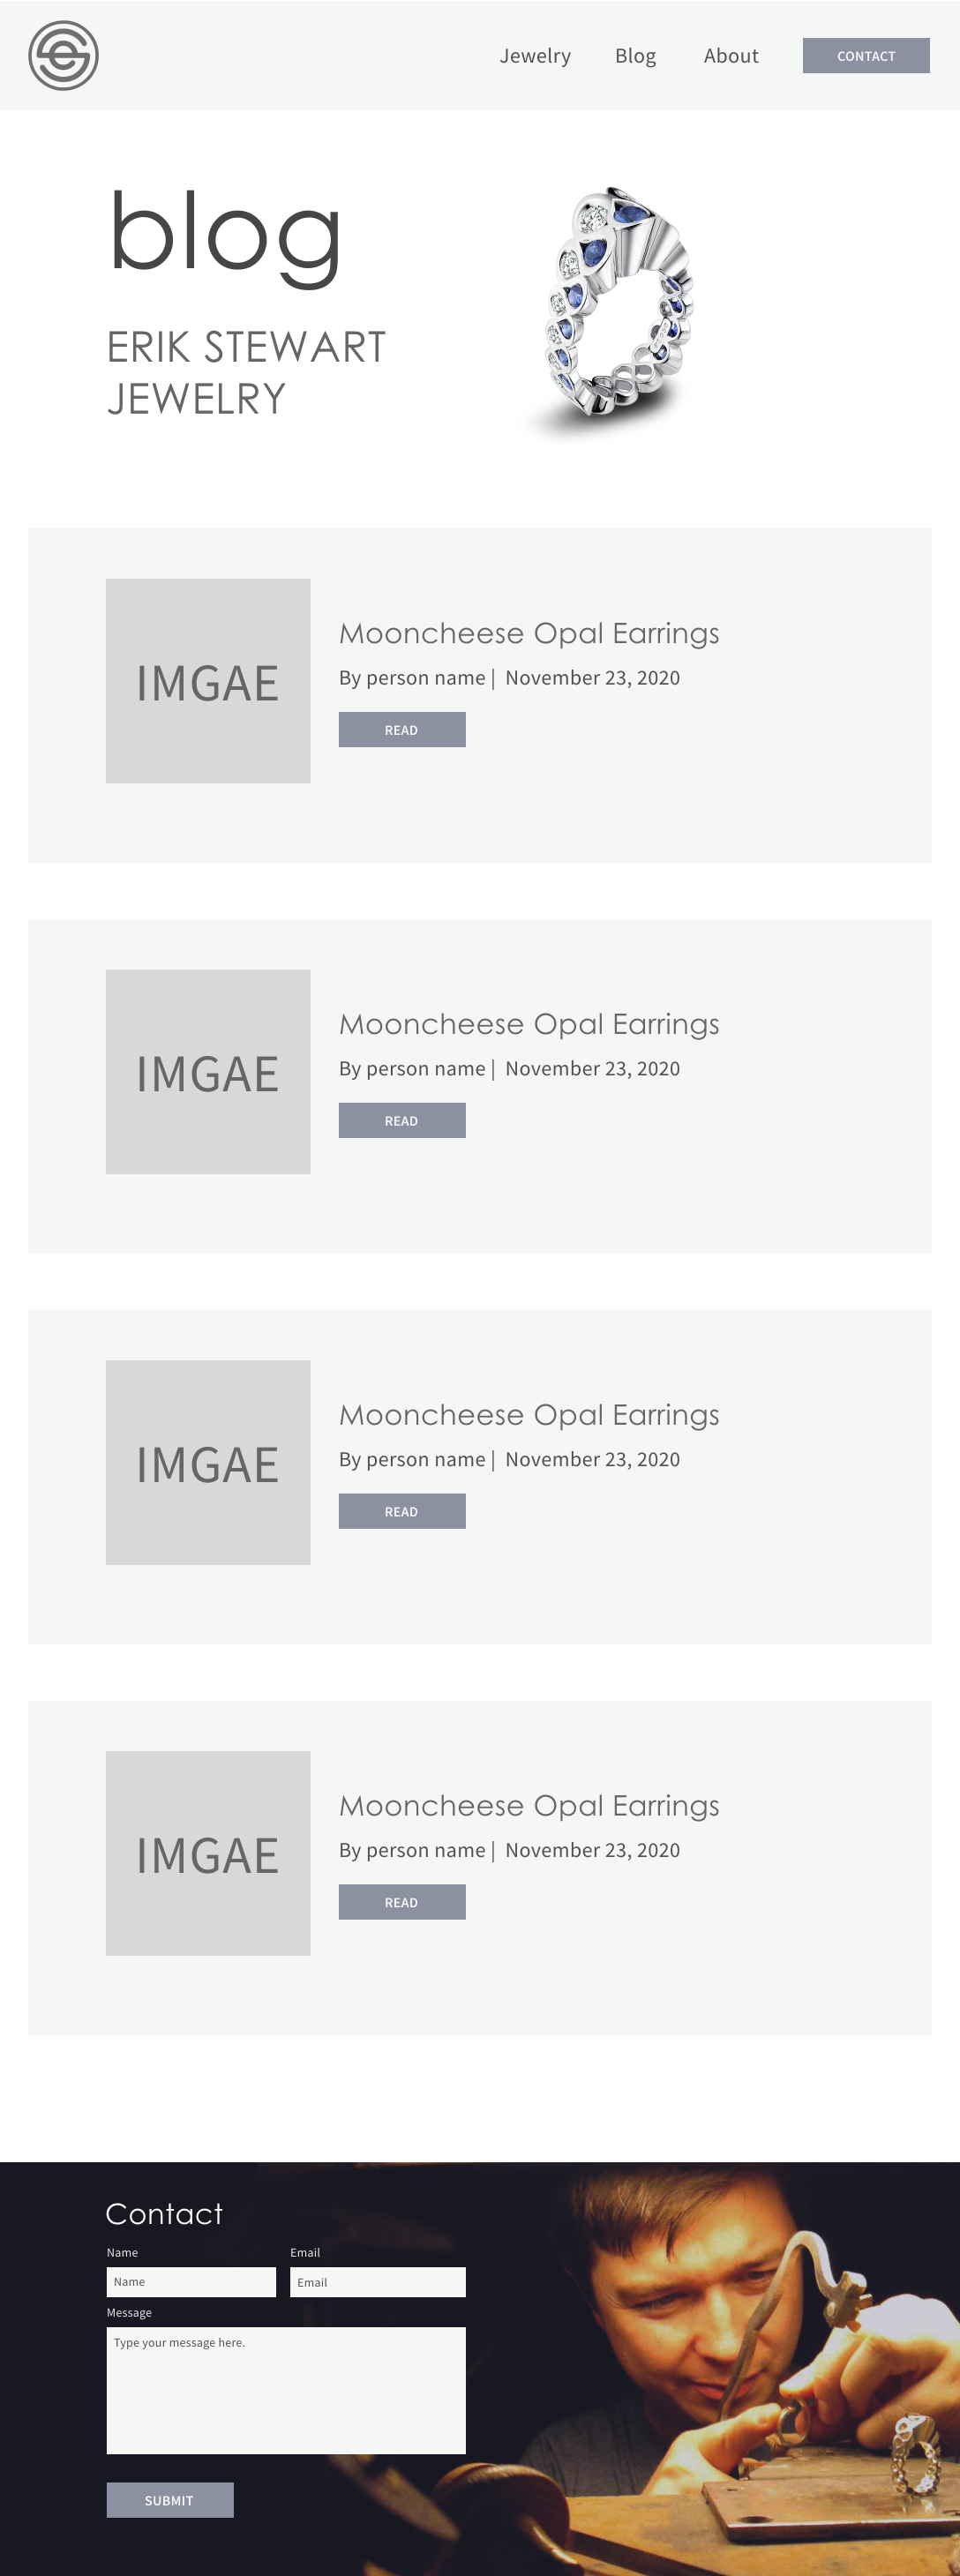 Jewelry Blog About CONTACT
blog
ERIK STEWART
JEWELRY
IMGAE
Mooncheese Opal Earrings
By person name | November 23, 2020
READ
IMGAE
Mooncheese Opal Earrings
By person name | November 23, 2020
READ
IMGAE
Mooncheese Opal Earrings
By person name | November 23, 2020
READ
IMGAE
Mooncheese Opal Earrings
By person name | November 23, 2020
READ
Contact
Name Email
Name Email
Message
Type your message here.
SUBMIT